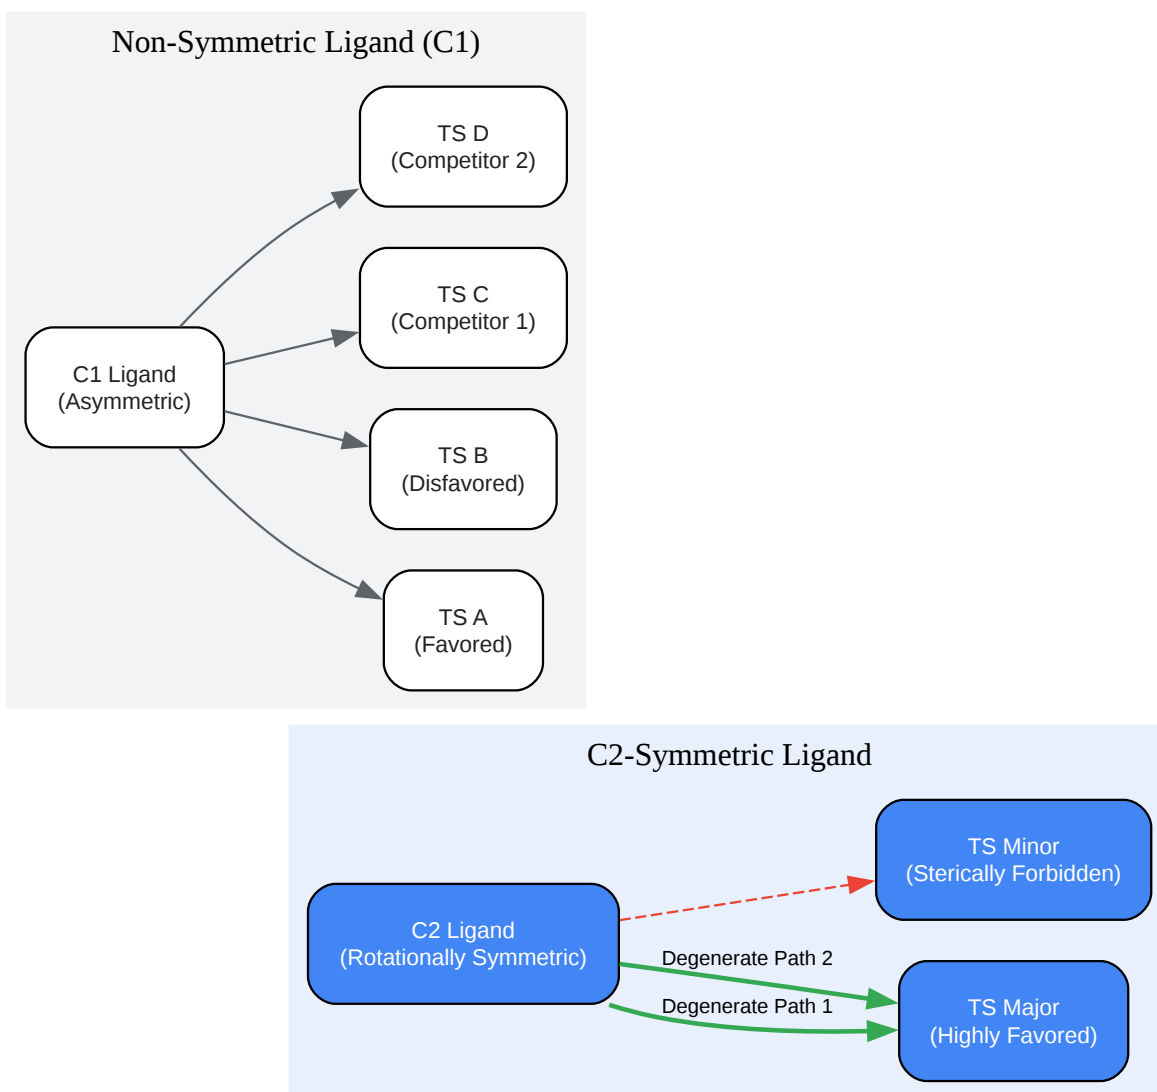 Non-Symmetric Ligand (C1)
TS D
(Competitor 2)
TS C
(Competitor 1)
C1 Ligand
(Asymmetric)
TS B
(Disfavored)
TS A
(Favored)
C2-Symmetric Ligand
TS Minor
(Sterically Forbidden)
C2 Ligand
(Rotationally Symmetric)
Degenerate Path 2
Degenerate Path 1
TS Major
(Highly Favored)